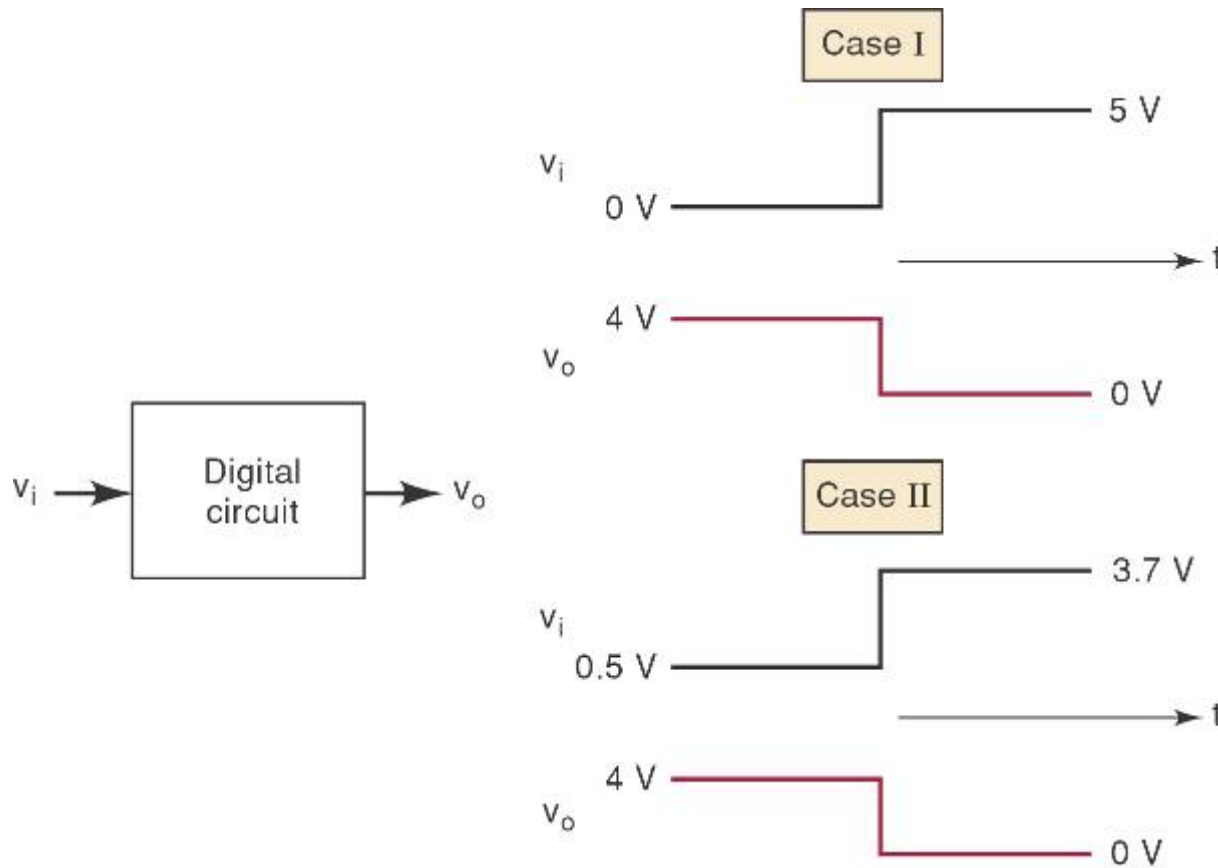 Case I
5 V
vi
0 V
t
4 V
vo
0 V
Digital
circuit
vi
vo
Case II
3.7 V
vi
0.5 V
t
4 V
vo
0 V